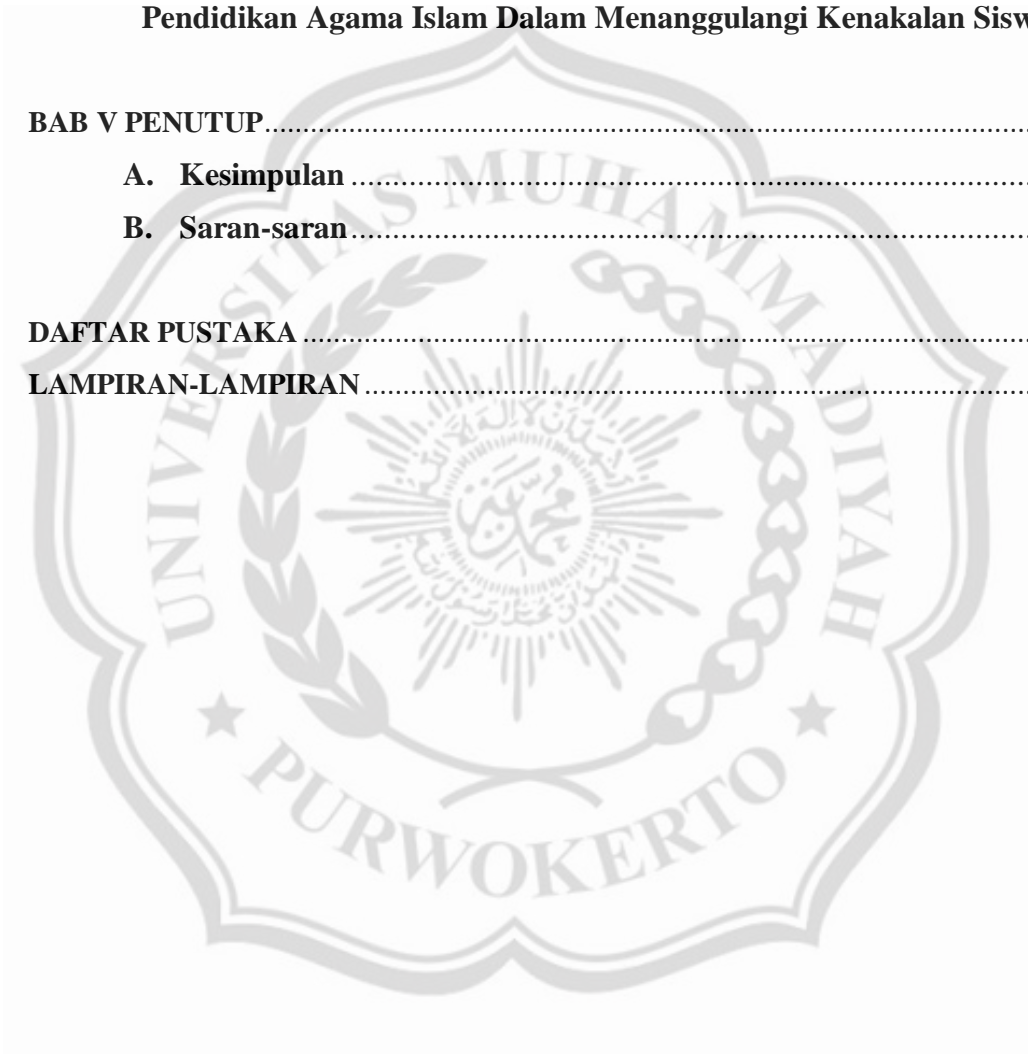 Pendidikan Agama Islam Dalam Menanggulangi Kenakalan Sisw
BAB V PENUTUP
A. Kesimpulan
B. Saran-saran
DAFTAR PUSTAKA
LAMPIRAN-LAMPIRAN
UNIVERSITAS MUHAMMADIYAH
PURWOKERTO
محمد